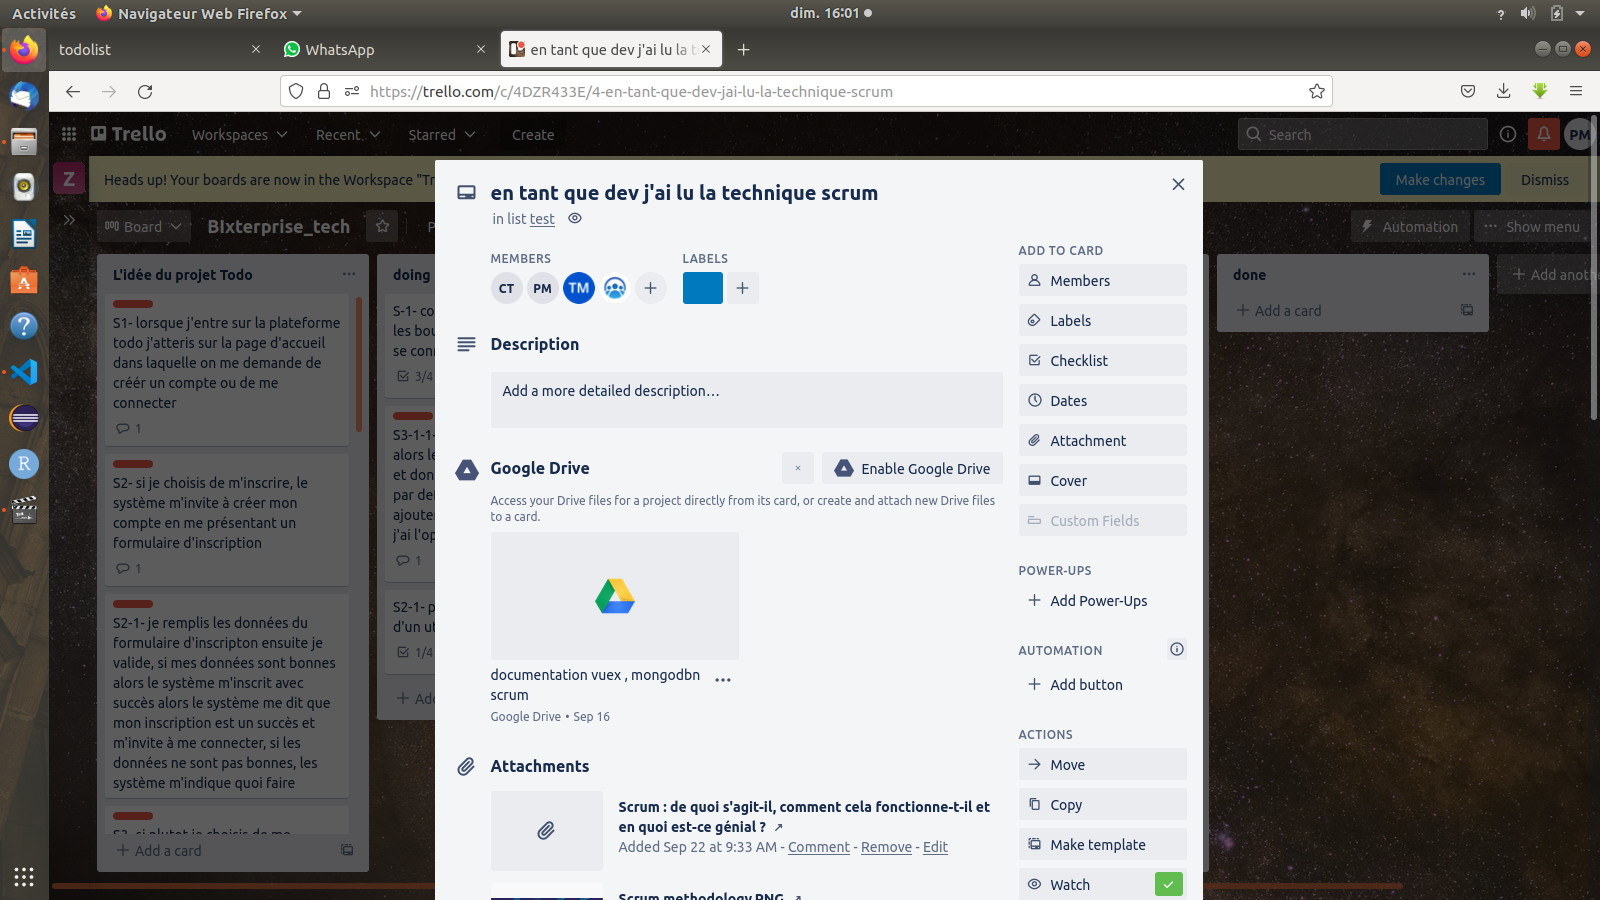 Activités
Navigateur Web Firefox
dim. 16:01
todolist
WhatsApp
en tant que dev j'ai lu la t
https://trello.com/c/4DZR433E/4-en-tant-que-dev-jai-lu-la-technique-scrum
Trello
Workspaces
Recent
Starred
Create
Search
PM
Z
Heads up! Your boards are now in the Workspace "Tr
Make changes
Dismiss
Board
BIxterprise_tech
P
Automation
Show menu
L'idée du projet Todo
S1- lorsque j'entre sur la plateforme
todo j'atteris sur la page d'accueil
dans laquelle on me demande de
créér un compte ou de me
connecter
1
S2- si je choisis de m'inscrire, le
système m'invite à créer mon
compte en me présentant un
formulaire d'inscription
1
S2-1- je remplis les données du
formulaire d'inscripton ensuite je
valide, si mes données sont bonnes
alors le système m'inscrit avec
succès alors le système me dit que
mon inscription est un succès et
m'invite à me connecter, si les
données ne sont pas bonnes, les
système m'indique quoi faire
S3- si plutot je choisis de me
Add a card
doing
S-1- co
les bou
se conn
3/4
S3-1-1-
alors le
et donr
par def
ajouter
j'ai l'op
1
S2-1- p
d'un ut
1/4
Add
en tant que dev j'ai lu la technique scrum
in list test
MEMBERS
LABELS
CT
PM
TM
Description
Add a more detailed description…
Google Drive
Enable Google Drive
Access your Drive files for a project directly from its card, or create and attach new Drive files
to a card.
documentation vuex , mongodbn
scrum
Google Drive • Sep 16
Attachments
Scrum : de quoi s'agit-il, comment cela fonctionne-t-il et
en quoi est-ce génial ?
Added Sep 22 at 9:33 AM - Comment - Remove - Edit
Scrum methodology.PNG
ADD TO CARD
Members
Labels
Checklist
Dates
Attachment
Cover
Custom Fields
POWER-UPS
Add Power-Ups
AUTOMATION
Add button
ACTIONS
Move
Copy
Make template
Watch
done
Add a card
Add anoth